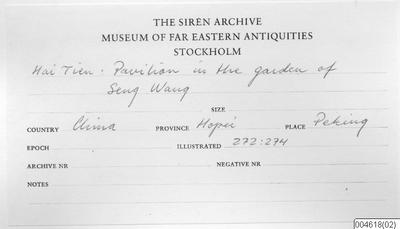 THE SIRÉN ARCHIVE
MUSEUM OF FAR EASTERN ANTIQUITIES
STOCKHOLM
Hai Tien: Pavilion in the garden of
Seng Wang
SIZE
COUNTRY China PROVINCE Hopei PLACE Peking
EPOCH ILLUSTRATED 272:274
ARCHIVE NR NEGATIVE NR
NOTES
004618(02)